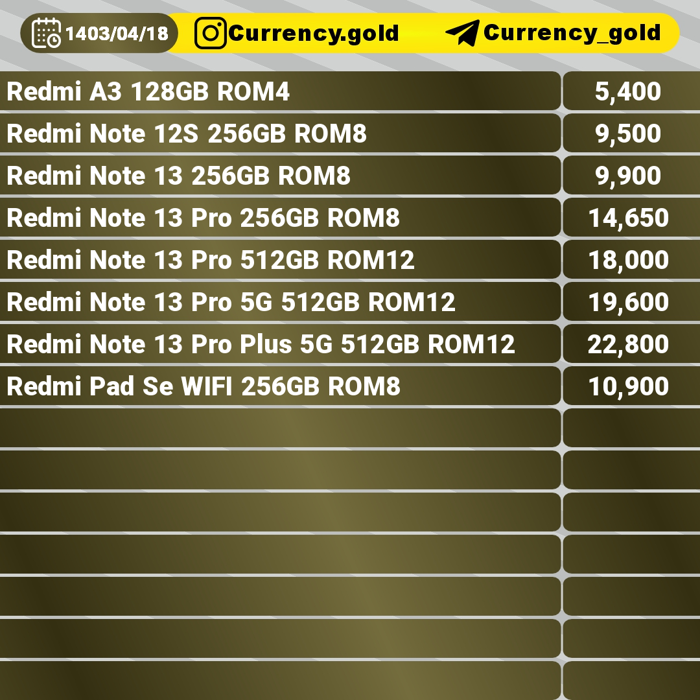 1403/04/18 Currency.gold Currency_gold
Redmi A3 128GB ROM4 5,400
Redmi Note 12S 256GB ROM8 9,500
Redmi Note 13 256GB ROM8 9,900
Redmi Note 13 Pro 256GB ROM8 14,650
Redmi Note 13 Pro 512GB ROM12 18,000
Redmi Note 13 Pro 5G 512GB ROM12 19,600
Redmi Note 13 Pro Plus 5G 512GB ROM12 22,800
Redmi Pad Se WIFI 256GB ROM8 10,900